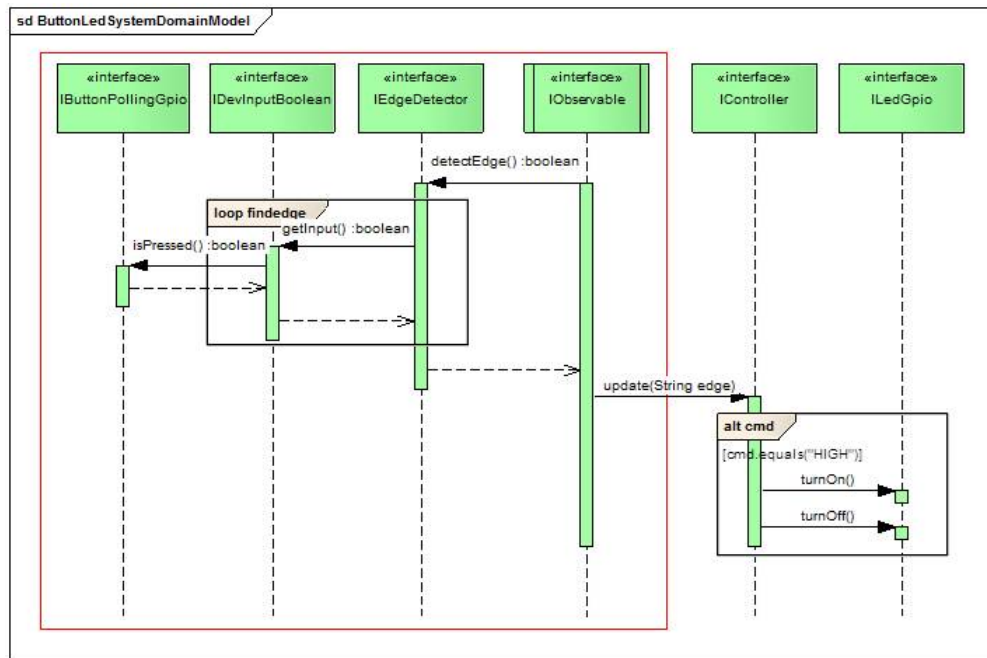 sd ButtonLedSystemDomainModel
«interface»
IButtonPollingGpio
«interface»
IDevInputBoolean
«interface»
IEdgeDetector
«interface»
IObservable
«interface»
IController
«interface»
ILedGpio
detectEdge() :boolean
loop findedge
getInput() :boolean
isPressed() :boolean
update(String edge)
alt cmd
[cmd.equals("HIGH")]
turnOn()
turnOff()